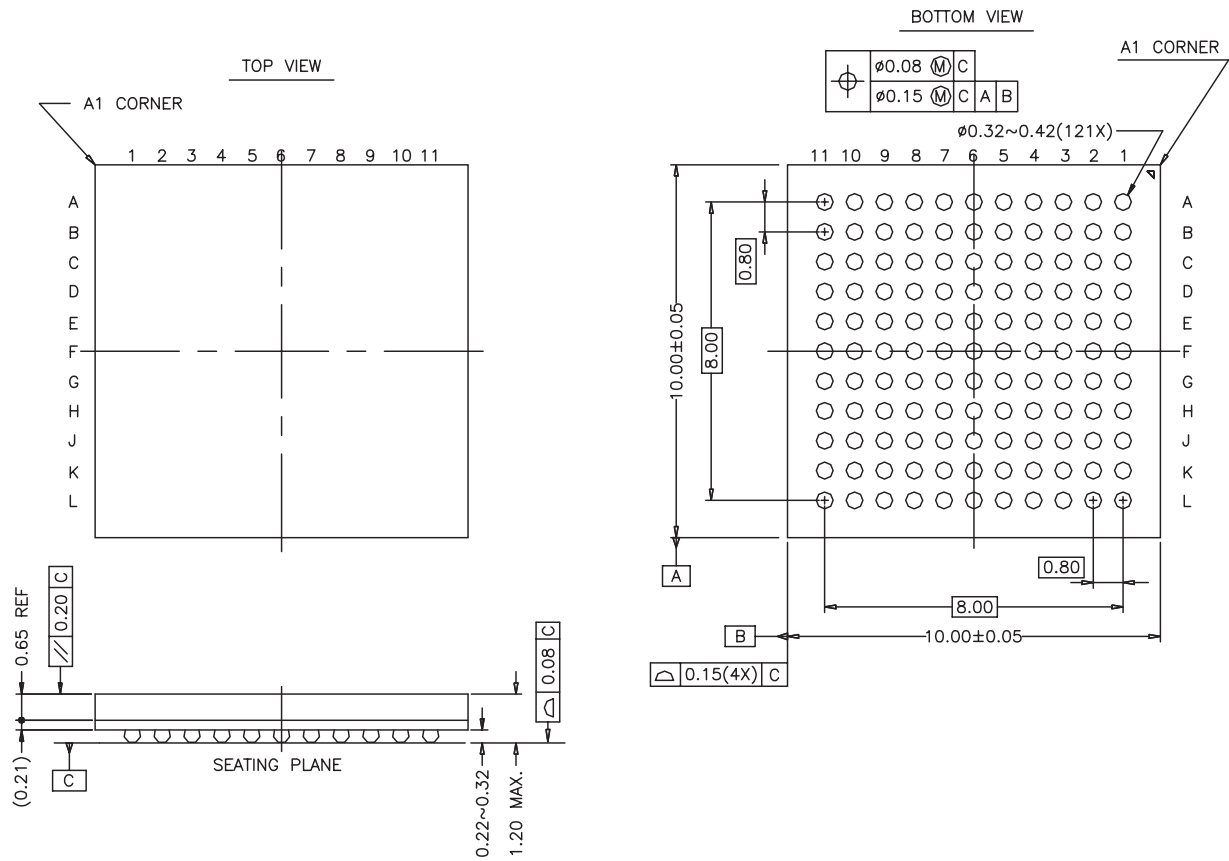 TOP VIEW
A1 CORNER
1 2 3 4 5 6 7 8 9 10 11
A
B
C
D
E
F
G
H
J
K
L
BOTTOM VIEW
A1 CORNER
ø0.08 Ⓜ C
ø0.15 Ⓜ C A B
ø0.32~0.42(121X)
11 10 9 8 7 6 5 4 3 2 1
A
B
C
D
E
F
G
H
J
K
L
0.80
8.00
10.00±0.05
A
0.80
8.00
B
10.00±0.05
0.15(4X) C
0.65 REF
// 0.20 C
(0.21)
C
SEATING PLANE
0.22~0.32
1.20 MAX.
0.08 C